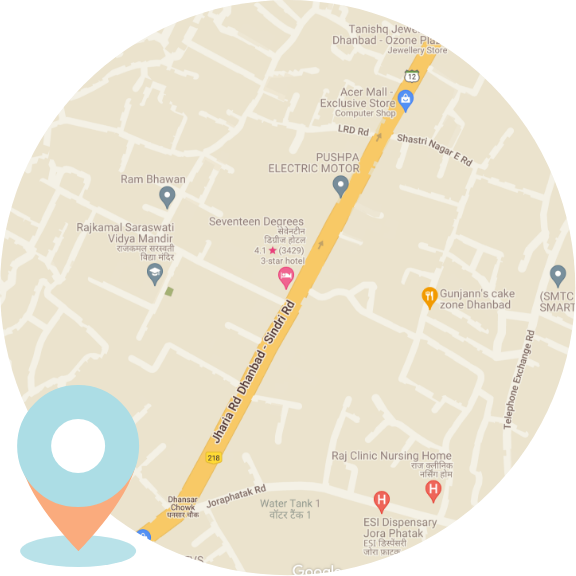 Tanishq Jewel
Dhanbad - Ozone Plaz
Jewellery Store
12
Acer Mall -
Exclusive Store
Computer Shop
LRD Rd
Shastri Nagar E Rd
PUSHPA
ELECTRIC MOTOR
Ram Bhawan
Rajkamal Saraswati
Vidya Mandir
राजकमल सरस्वती
विद्या मंदिर
Seventeen Degrees
सेवेन्टीन
डिग्रीज होटल
4.1 ★ (3429)
3-star hotel
Gunjann's cake
zone Dhanbad
(SMTC
SMART
Jharia Rd Dhanbad - Sindri Rd
Telephone Exchange Rd
218
Raj Clinic Nursing Home
राज क्लीनिक
नर्सिंग होम
H
Joraphatak Rd
Dhansar
Chowk
धनसार चौक
Water Tank 1
वॉटर टैंक 1
H
ESI Dispensary
Jora Phatak
ESI डिस्पेंसरी
जोरा फाटक
Google